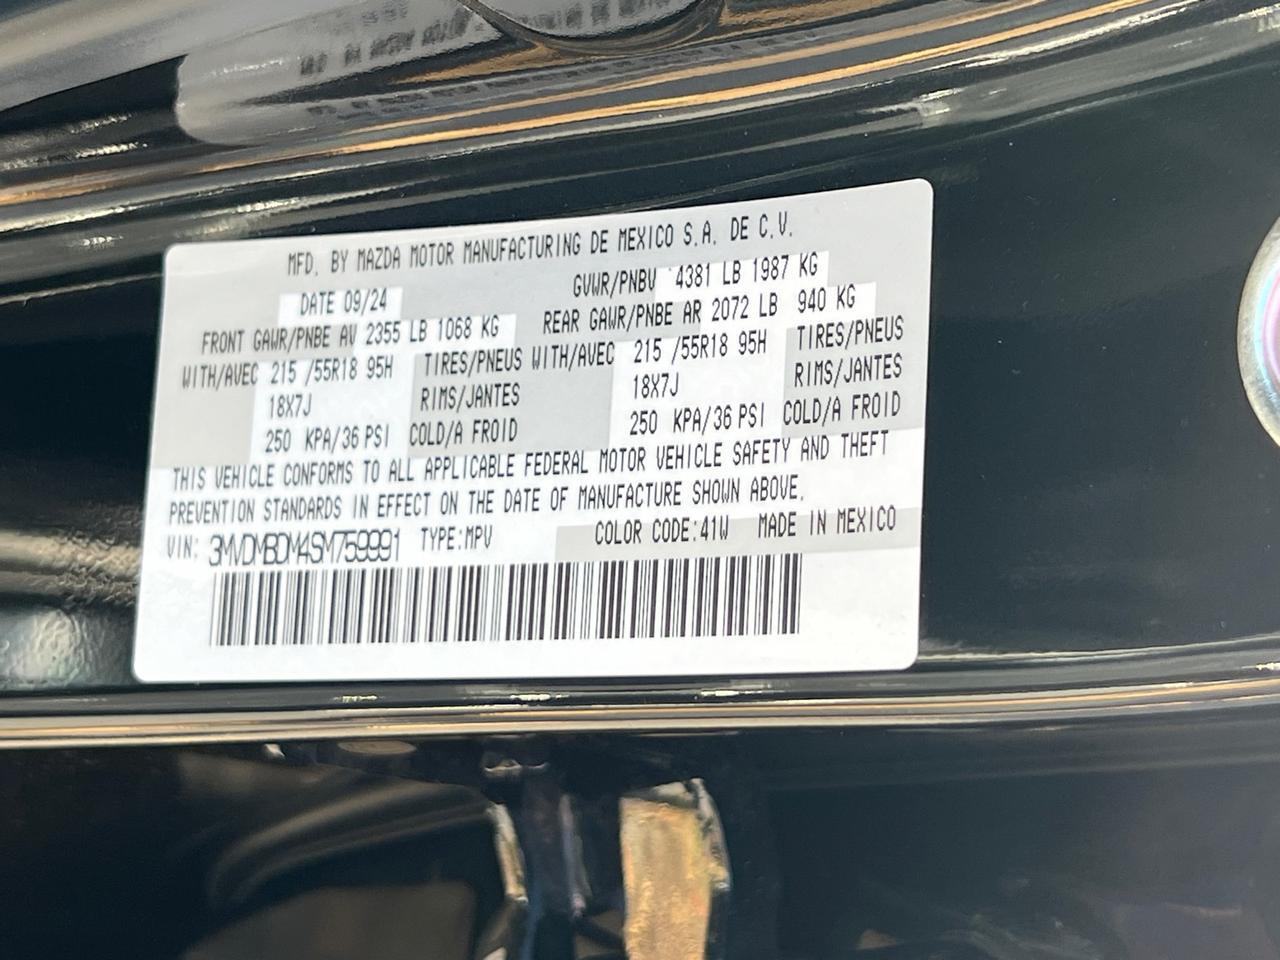 MFD. BY MAZDA MOTOR MANUFACTURING DE MEXICO S.A. DE C.V.
DATE 09/24 GVWR/PNBV 4381 LB 1987 KG
FRONT GAWR/PNBE AV 2355 LB 1068 KG REAR GAWR/PNBE AR 2072 LB 940 KG
WITH/AVEC 215 /55R18 95H TIRES/PNEUS WITH/AVEC 215 /55R18 95H TIRES/PNEUS
18X7J RIMS/JANTES 18X7J RIMS/JANTES
250 KPA/36 PSI COLD/A FROID 250 KPA/36 PSI COLD/A FROID
THIS VEHICLE CONFORMS TO ALL APPLICABLE FEDERAL MOTOR VEHICLE SAFETY AND THEFT
PREVENTION STANDARDS IN EFFECT ON THE DATE OF MANUFACTURE SHOWN ABOVE.
VIN: 3MVDMBDM4SM759991 TYPE:MPV COLOR CODE:41W MADE IN MEXICO